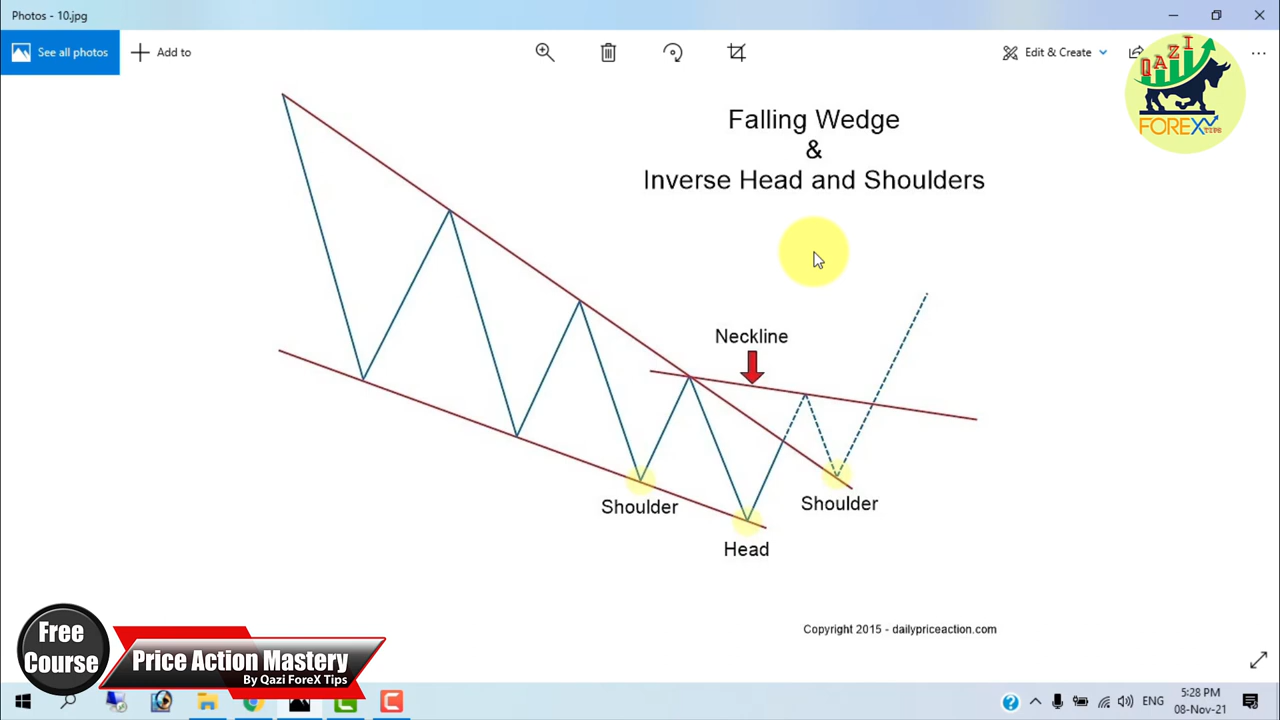 Photos - 10.jpg
See all photos
Add to
Edit & Create
QAZI
FOREX
TIPS
Falling Wedge
&
Inverse Head and Shoulders
Neckline
Shoulder
Shoulder
Head
Copyright 2015 - dailypriceaction.com
Free
Course
Price Action Mastery
By Qazi ForeX Tips
ENG
5:28 PM
08-Nov-21